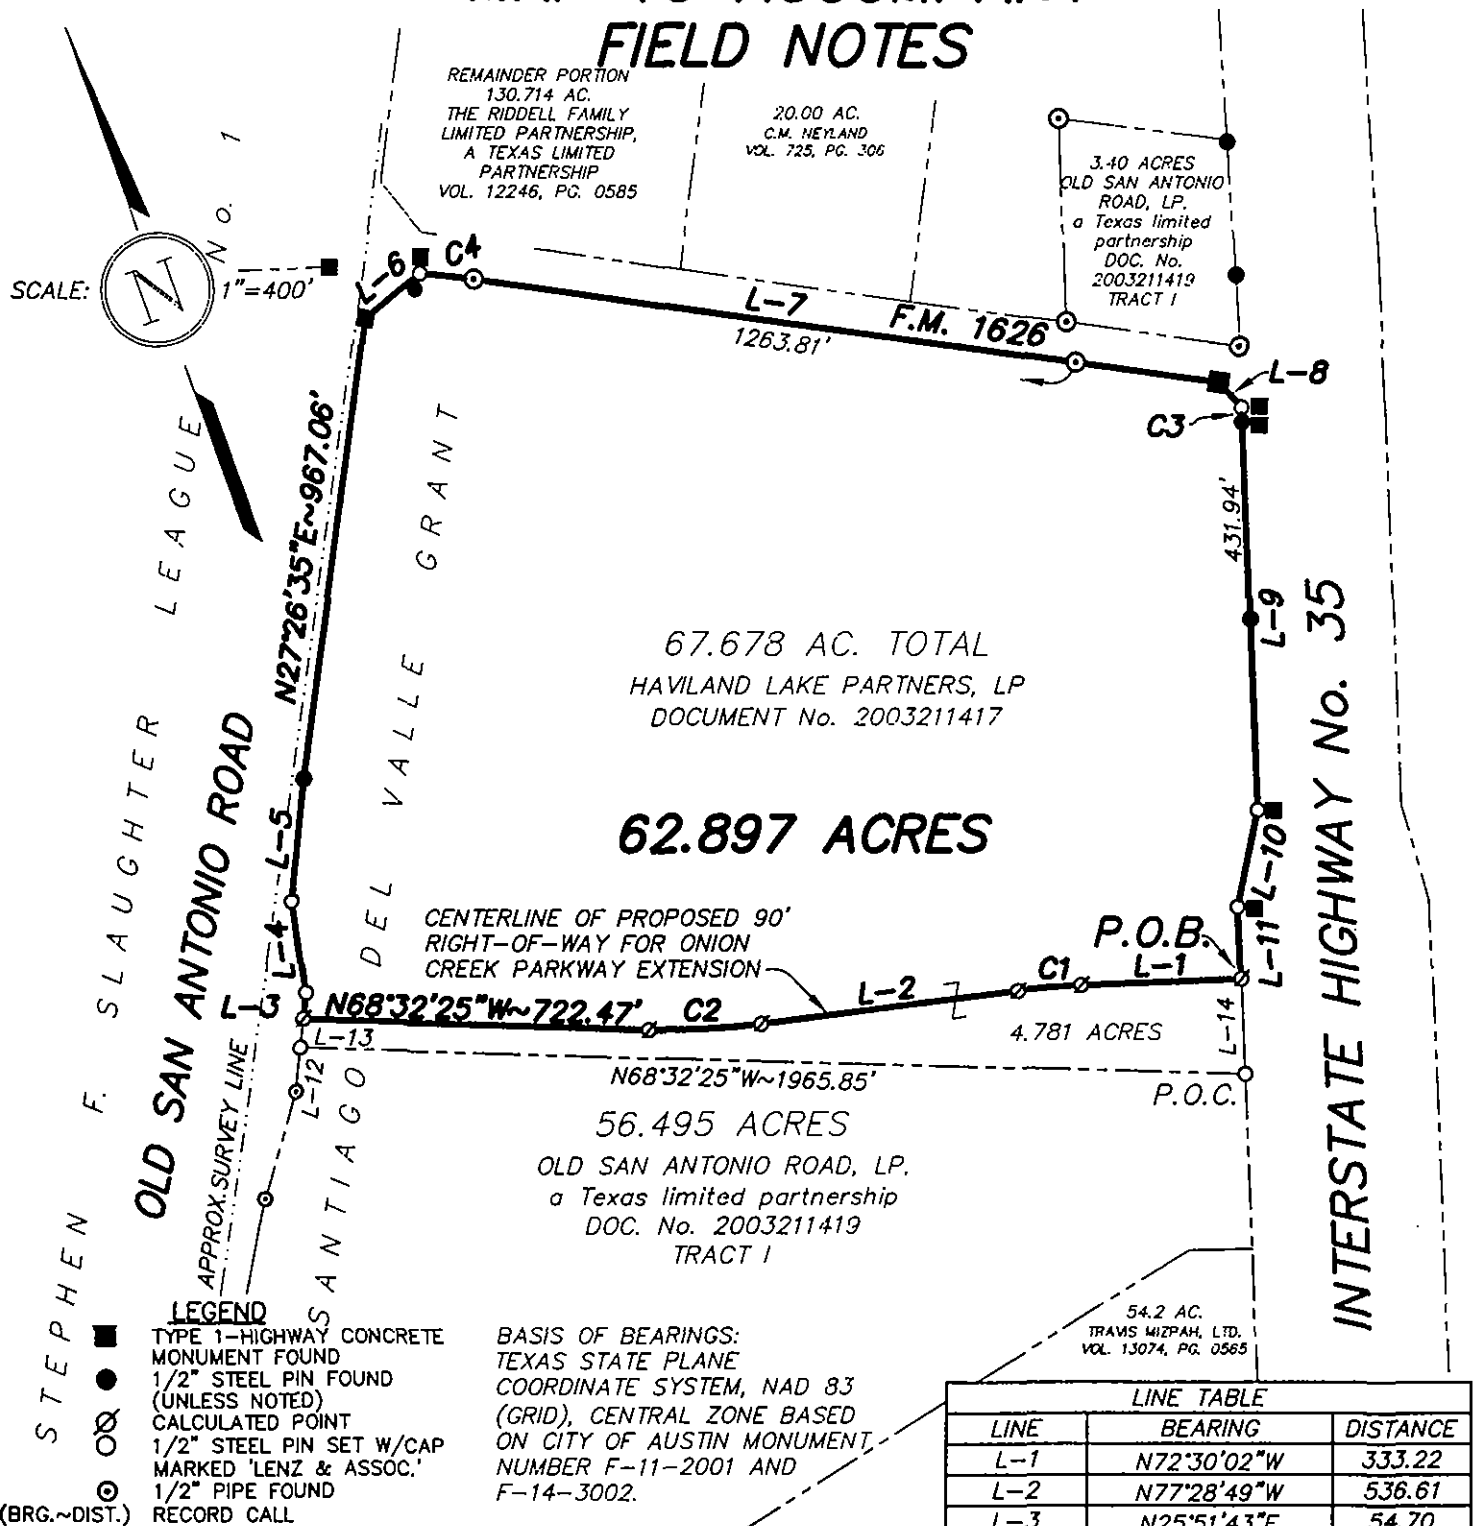 FIELD NOTES
REMAINDER PORTION
130.714 AC.
THE RIDDELL FAMILY
LIMITED PARTNERSHIP,
A TEXAS LIMITED
PARTNERSHIP
VOL. 12246, PG. 0585
20.00 AC.
C.M. NEYLAND
VOL. 725, PG. 306
3.40 ACRES
OLD SAN ANTONIO
ROAD, LP.
a Texas limited
partnership
DOC. No.
2003211419
TRACT I
SCALE:
N
1"=400'
L-6
C4
L-7
1263.81'
F.M. 1626
L-8
C3
431.94'
L-9
N27°26'35"E~967.06'
STEPHEN F. SLAUGHTER LEAGUE No. 1
SANTIAGO DEL VALLE GRANT
67.678 AC. TOTAL
HAVILAND LAKE PARTNERS, LP
DOCUMENT No. 2003211417
62.897 ACRES
INTERSTATE HIGHWAY No. 35
OLD SAN ANTONIO ROAD
L-5
L-4
L-3
CENTERLINE OF PROPOSED 90'
RIGHT-OF-WAY FOR ONION
CREEK PARKWAY EXTENSION
L-10
P.O.B.
L-11
L-1
C1
L-2
C2
N68°32'25"W~722.47'
L-13
L-12
4.781 ACRES
L-14
N68°32'25"W~1965.85'
P.O.C.
APPROX.SURVEY LINE
56.495 ACRES
OLD SAN ANTONIO ROAD, LP.
a Texas limited partnership
DOC. No. 2003211419
TRACT I
54.2 AC.
TRAVIS MIZPAH, LTD.
VOL. 13074, PG. 0565
LEGEND
TYPE 1-HIGHWAY CONCRETE
MONUMENT FOUND
1/2" STEEL PIN FOUND
(UNLESS NOTED)
CALCULATED POINT
1/2" STEEL PIN SET W/CAP
MARKED 'LENZ & ASSOC.'
1/2" PIPE FOUND
(BRG.~DIST.) RECORD CALL
BASIS OF BEARINGS:
TEXAS STATE PLANE
COORDINATE SYSTEM, NAD 83
(GRID), CENTRAL ZONE BASED
ON CITY OF AUSTIN MONUMENT
NUMBER F-11-2001 AND
F-14-3002.
LINE TABLE
LINE BEARING DISTANCE
L-1 N72°30'02"W 333.22
L-2 N77°28'49"W 536.61
L-3 N25°51'43"E 54.70